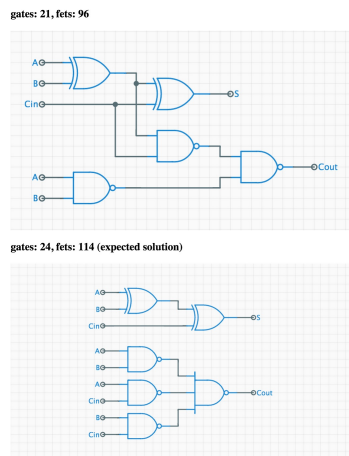 gates: 21, fets: 96
A
B
S
Cin
Cout
A
B
gates: 24, fets: 114 (expected solution)
A
B
S
Cin
A
B
A
Cout
Cin
B
Cin